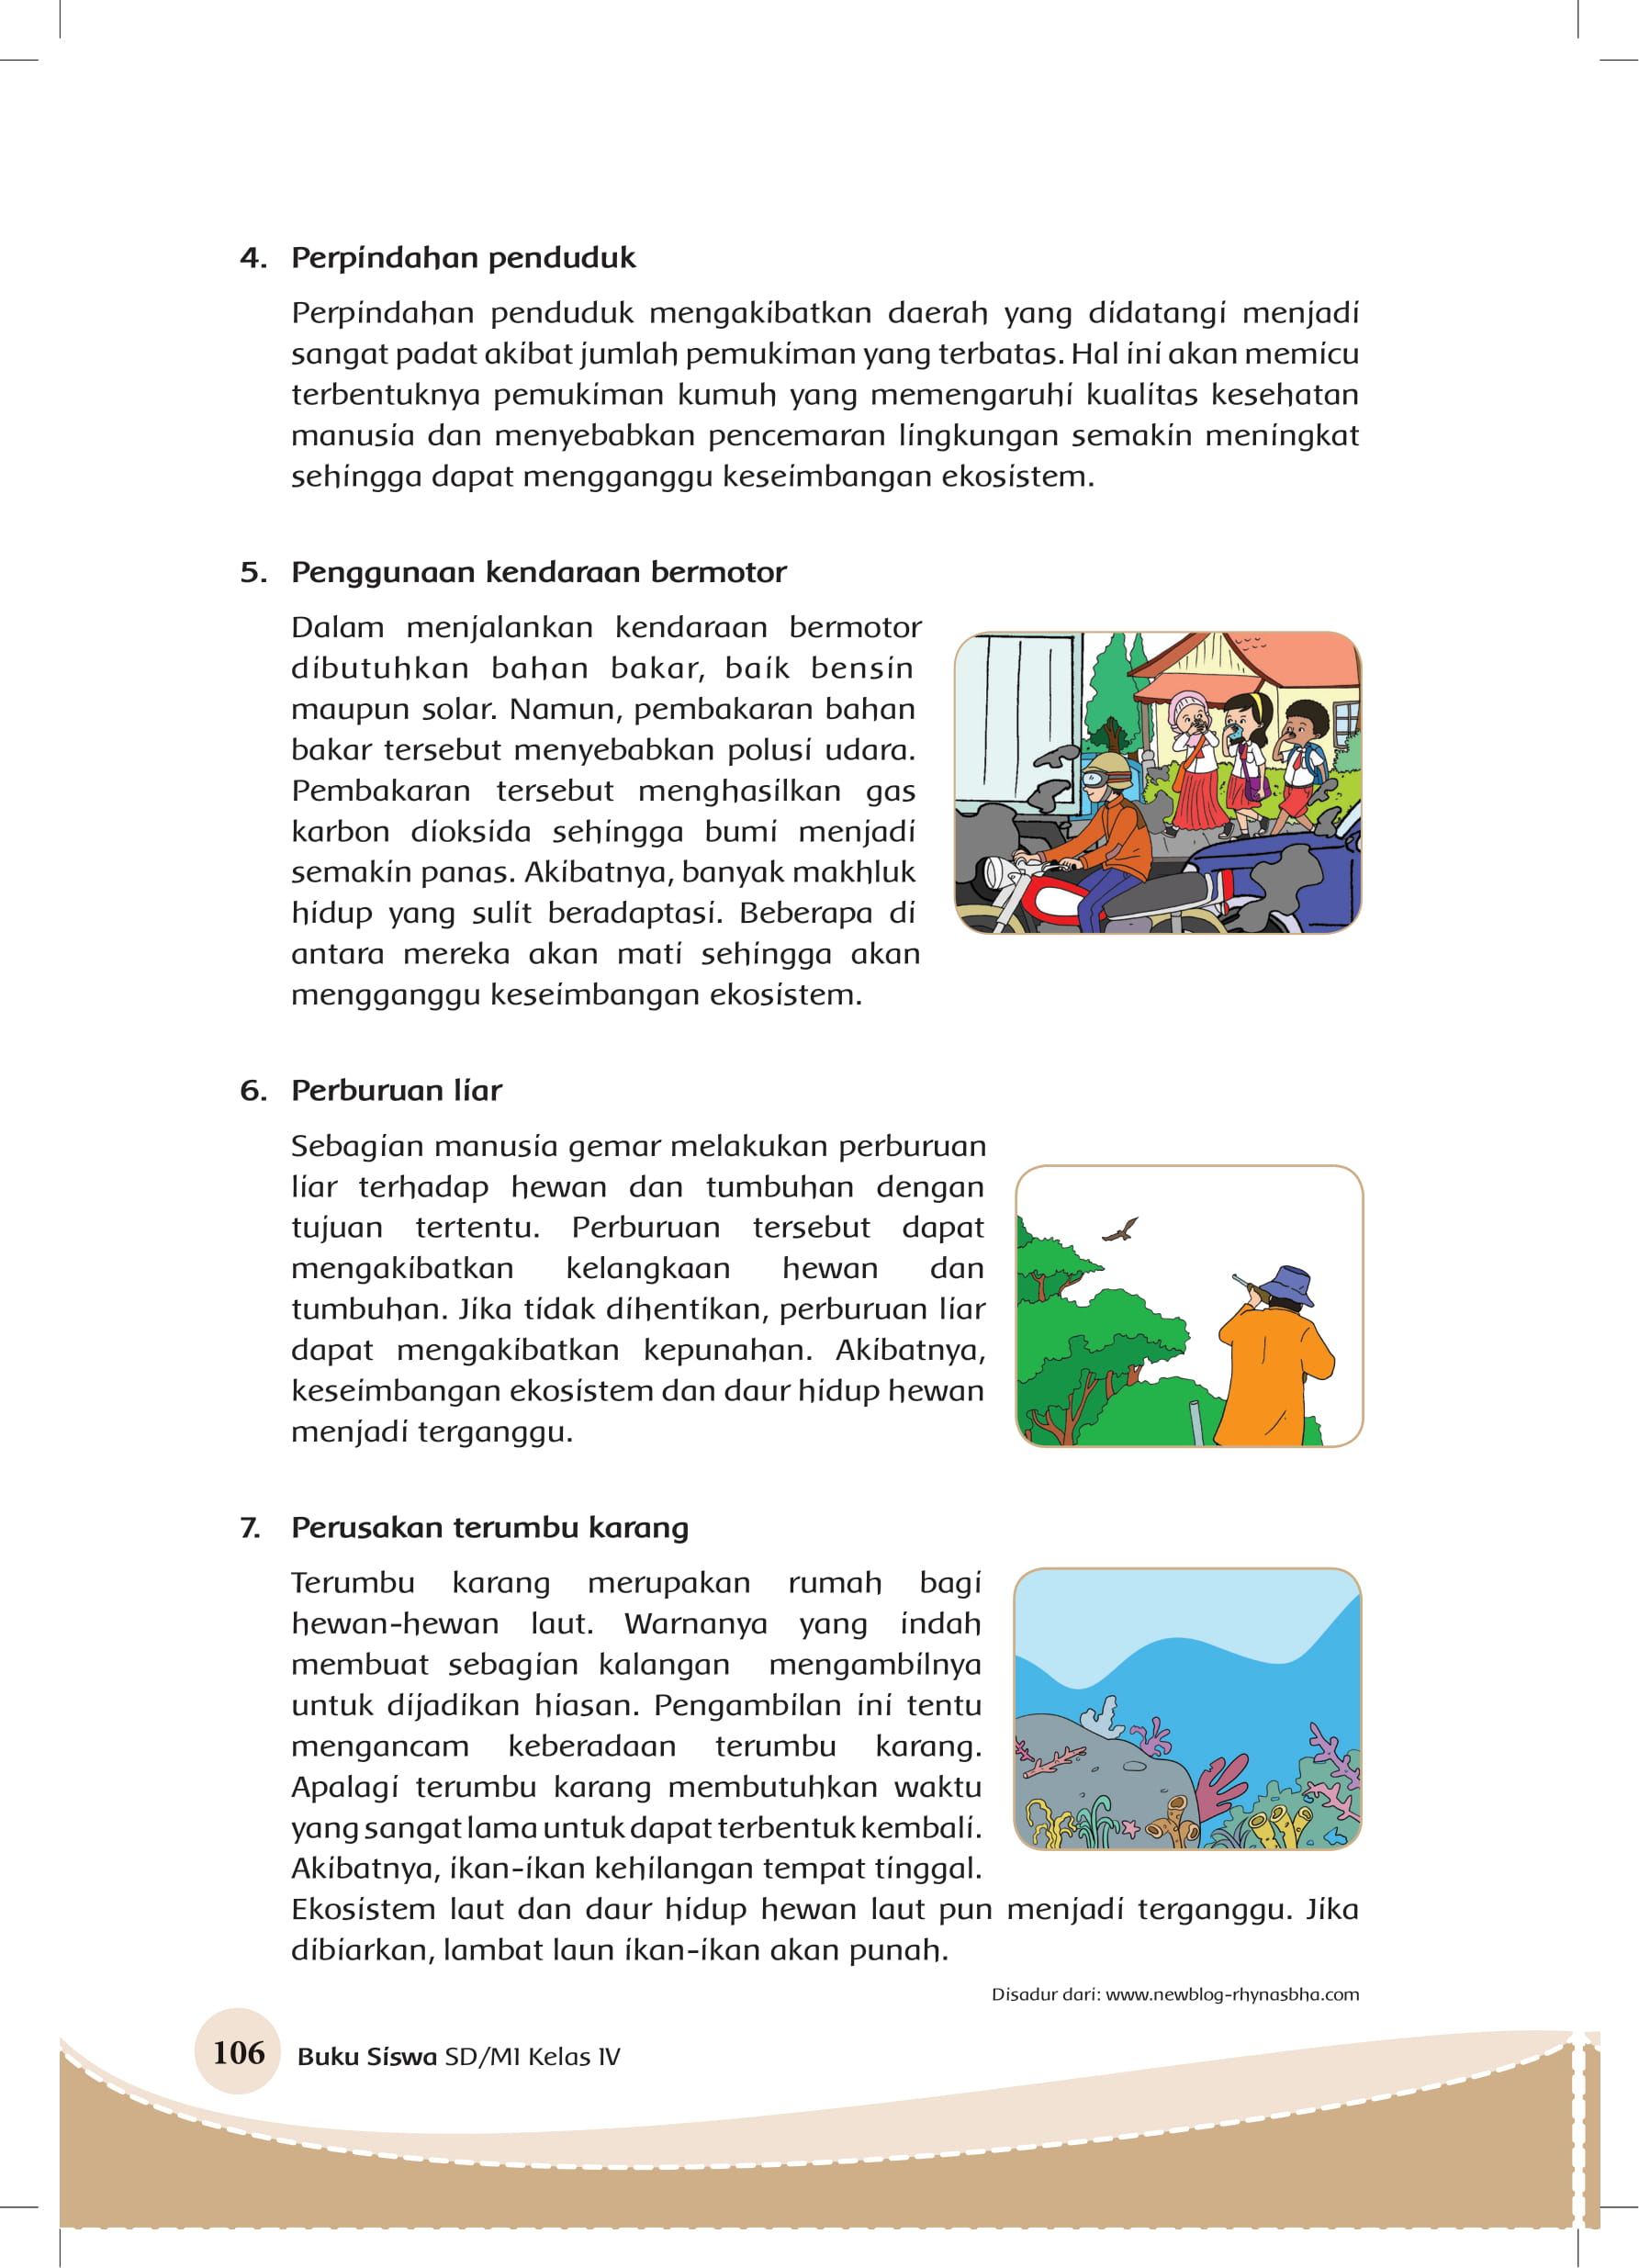 4. Perpindahan penduduk
Perpindahan penduduk mengakibatkan daerah yang didatangi menjadi
sangat padat akibat jumlah pemukiman yang terbatas. Hal ini akan memicu
terbentuknya pemukiman kumuh yang memengaruhi kualitas kesehatan
manusia dan menyebabkan pencemaran lingkungan semakin meningkat
sehingga dapat mengganggu keseimbangan ekosistem.
5. Penggunaan kendaraan bermotor
Dalam menjalankan kendaraan bermotor
dibutuhkan bahan bakar, baik bensin
maupun solar. Namun, pembakaran bahan
bakar tersebut menyebabkan polusi udara.
Pembakaran tersebut menghasilkan gas
karbon dioksida sehingga bumi menjadi
semakin panas. Akibatnya, banyak makhluk
hidup yang sulit beradaptasi. Beberapa di
antara mereka akan mati sehingga akan
mengganggu keseimbangan ekosistem.
6. Perburuan liar
Sebagian manusia gemar melakukan perburuan
liar terhadap hewan dan tumbuhan dengan
tujuan tertentu. Perburuan tersebut dapat
mengakibatkan kelangkaan hewan dan
tumbuhan. Jika tidak dihentikan, perburuan liar
dapat mengakibatkan kepunahan. Akibatnya,
keseimbangan ekosistem dan daur hidup hewan
menjadi terganggu.
7. Perusakan terumbu karang
Terumbu karang merupakan rumah bagi
hewan-hewan laut. Warnanya yang indah
membuat sebagian kalangan mengambilnya
untuk dijadikan hiasan. Pengambilan ini tentu
mengancam keberadaan terumbu karang.
Apalagi terumbu karang membutuhkan waktu
yang sangat lama untuk dapat terbentuk kembali.
Akibatnya, ikan-ikan kehilangan tempat tinggal.
Ekosistem laut dan daur hidup hewan laut pun menjadi terganggu. Jika
dibiarkan, lambat laun ikan-ikan akan punah.
Disadur dari: www.newblog-rhynasbha.com
106 Buku Siswa SD/MI Kelas IV